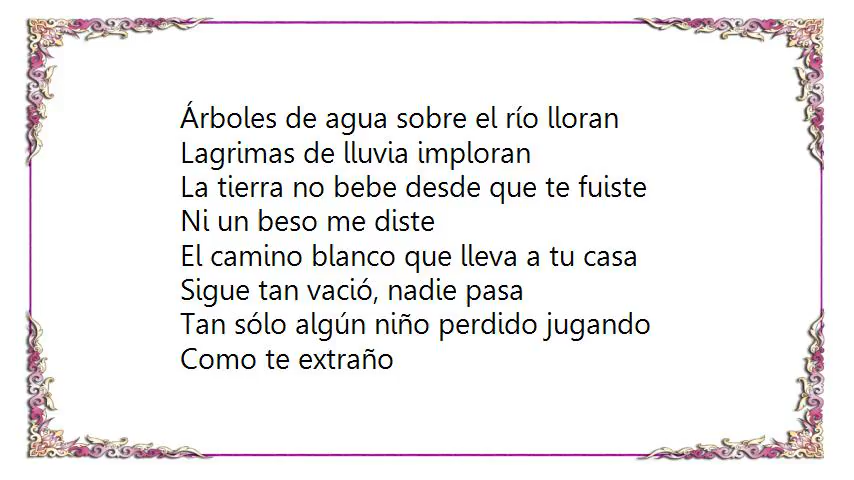 Árboles de agua sobre el río lloran
Lagrimas de lluvia imploran
La tierra no bebe desde que te fuiste
Ni un beso me diste
El camino blanco que lleva a tu casa
Sigue tan vació, nadie pasa
Tan sólo algún niño perdido jugando
Como te extraño